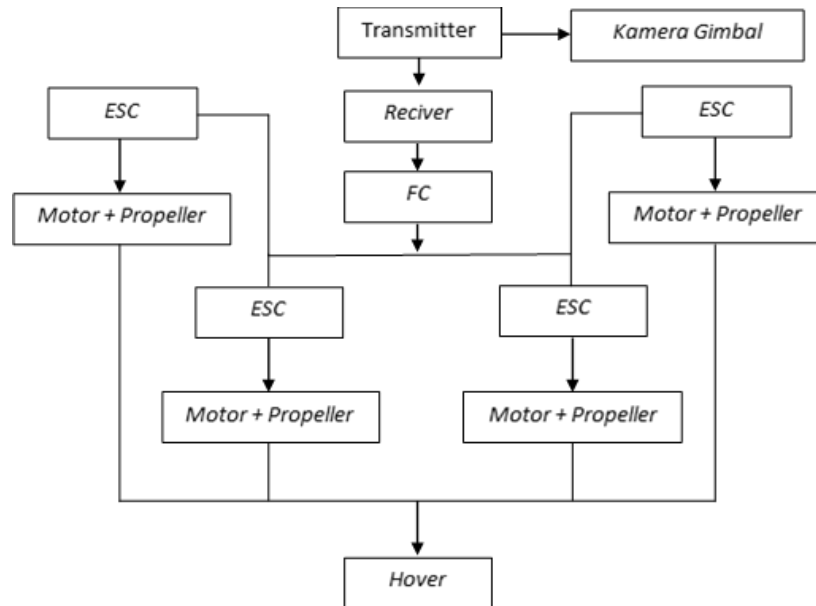 Transmitter
Kamera Gimbal
ESC
Reciver
ESC
Motor + Propeller
FC
Motor + Propeller
ESC
ESC
Motor + Propeller
Motor + Propeller
Hover